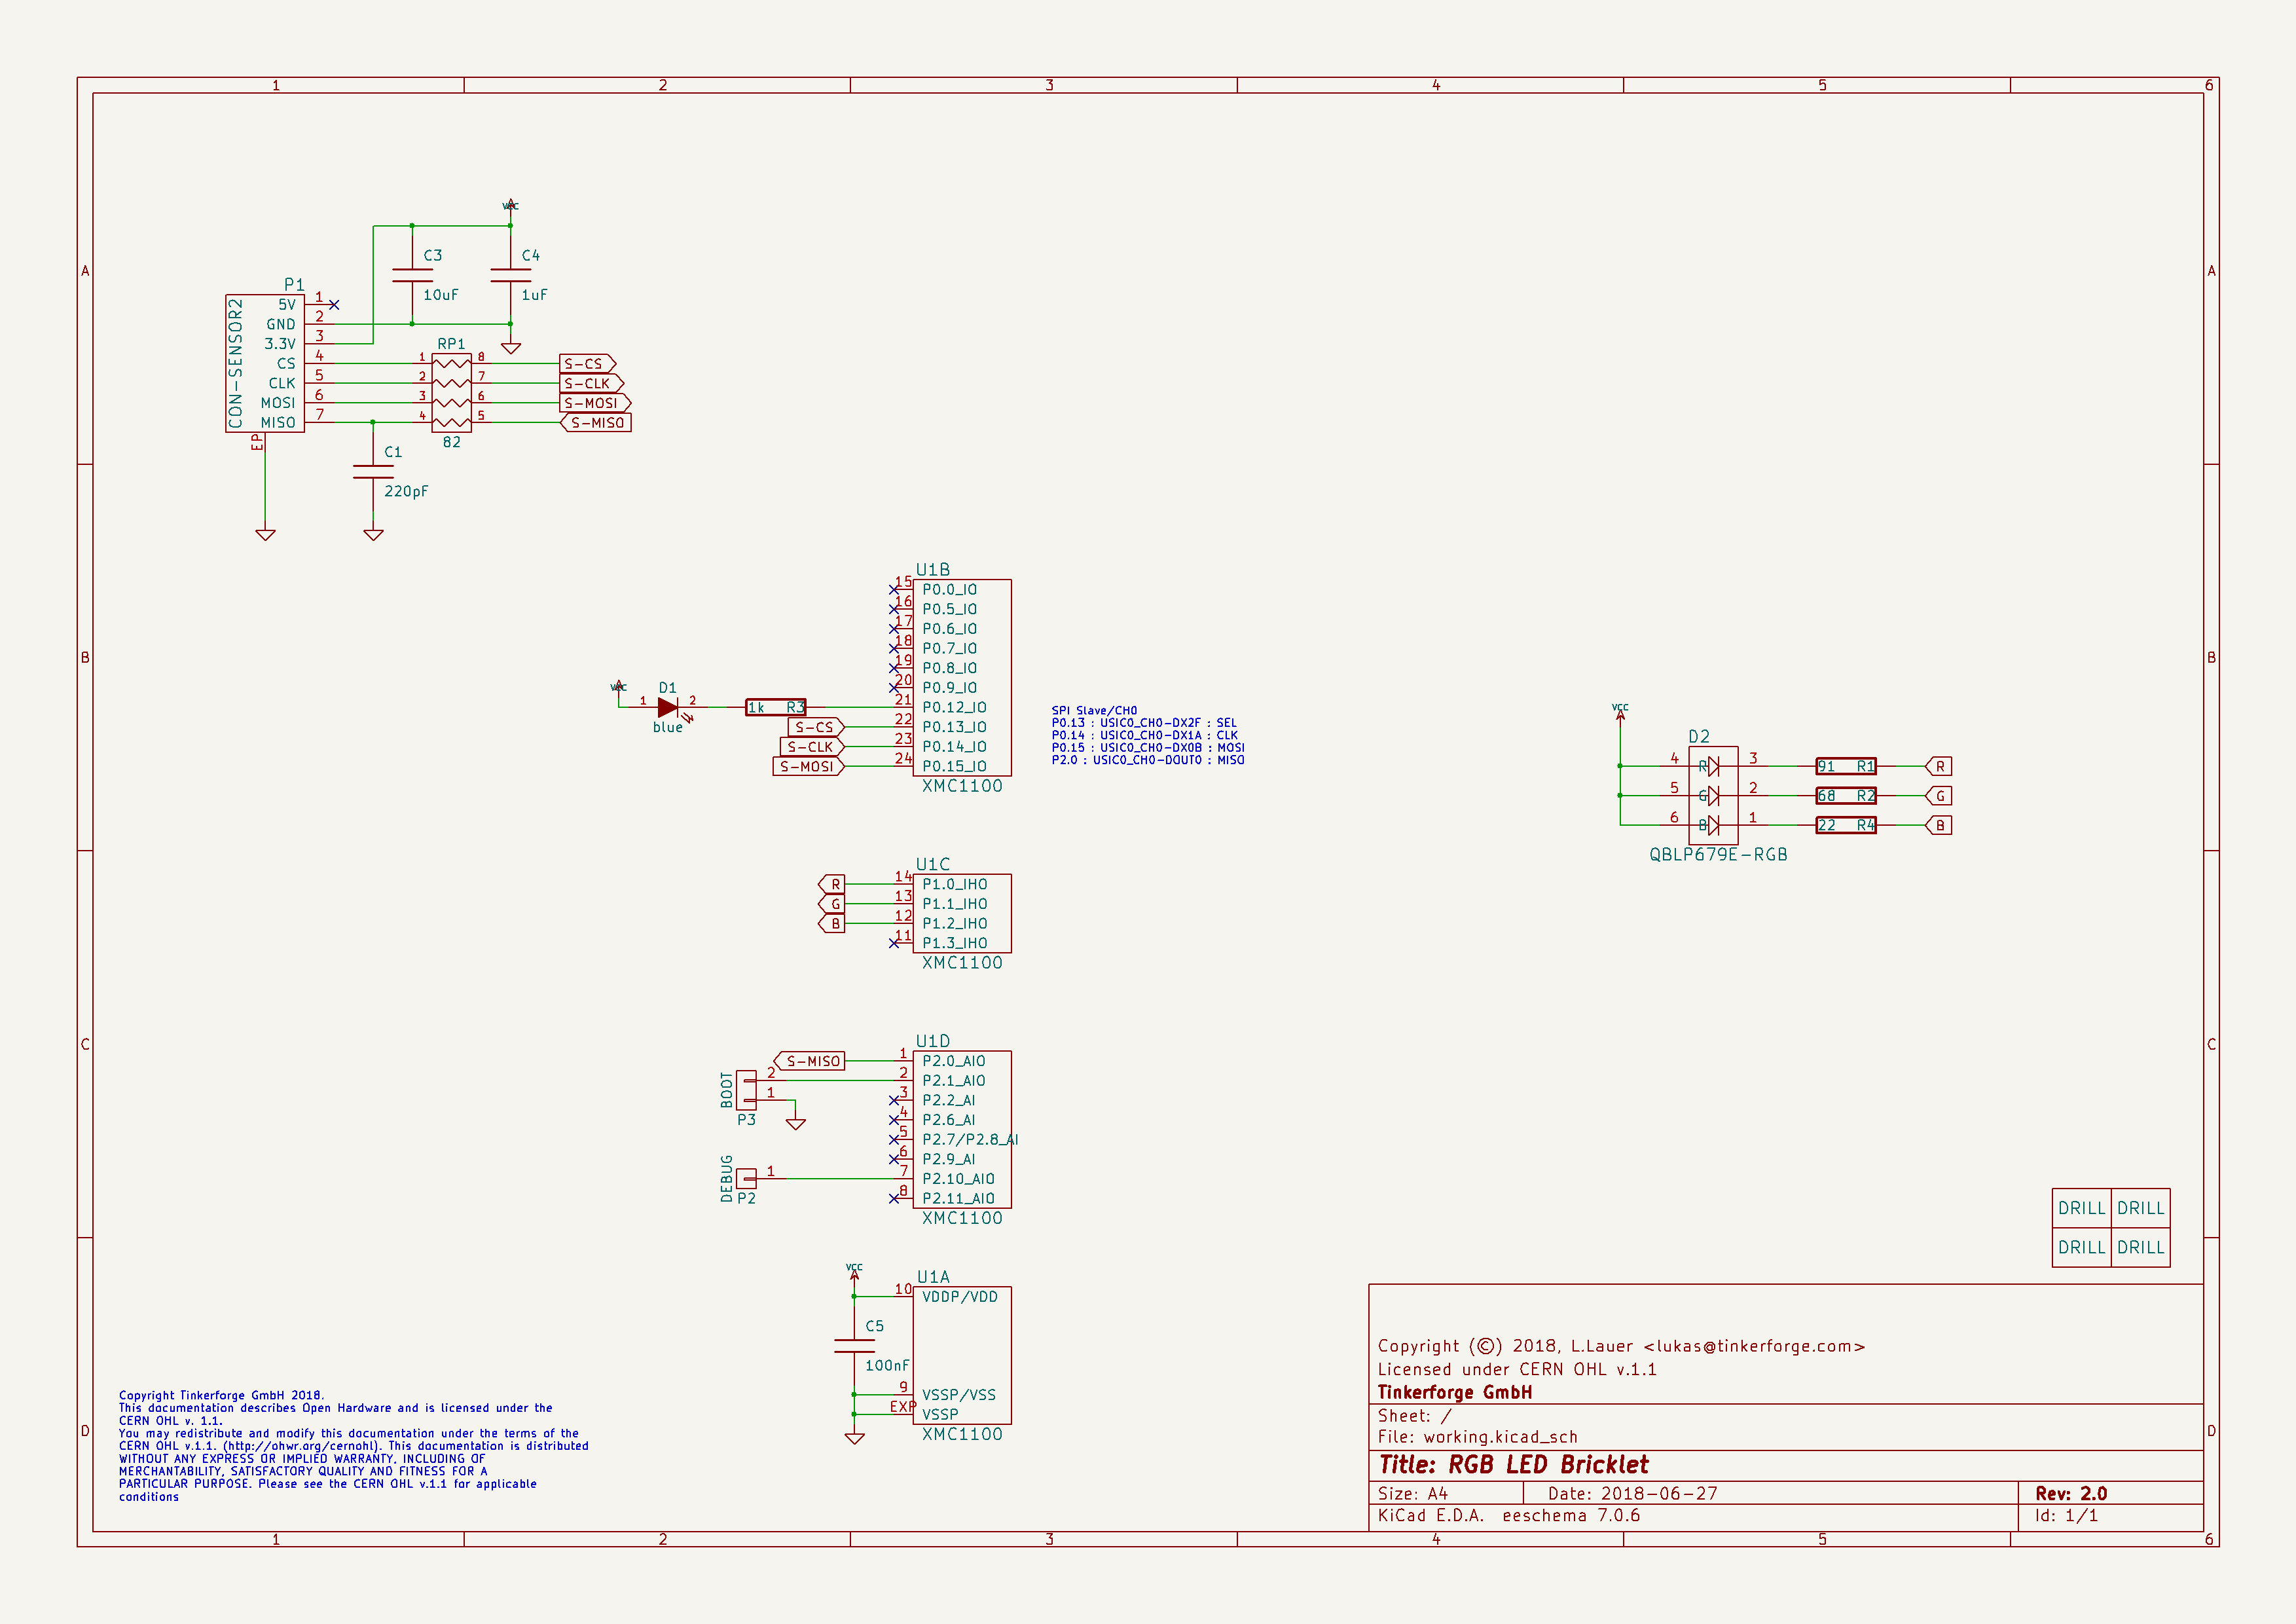 1 2 3 4 5 6
A
B
C
D
A
B
C
D
1 2 3 4 5 6
VCC
C3
10uF
C4
1uF
P1
CON-SENSOR2
5V 1
GND 2
3.3V 3
CS 4
CLK 5
MOSI 6
MISO 7
EP
RP1
1 8 S-CS
2 7 S-CLK
3 6 S-MOSI
4 5 S-MISO
82
C1
220pF
U1B
15 P0.0_IO
16 P0.5_IO
17 P0.6_IO
18 P0.7_IO
19 P0.8_IO
20 P0.9_IO
21 P0.12_IO
S-CS 22 P0.13_IO
S-CLK 23 P0.14_IO
S-MOSI 24 P0.15_IO
XMC1100
VCC
D1
1 2
blue
1k R3
SPI Slave/CH0
P0.13 : USIC0_CH0-DX2F : SEL
P0.14 : USIC0_CH0-DX1A : CLK
P0.15 : USIC0_CH0-DX0B : MOSI
P2.0 : USIC0_CH0-DOUT0 : MISO
VCC
D2
4 R 3 91 R1 R
5 G 2 68 R2 G
6 B 1 22 R4 B
QBLP679E-RGB
U1C
R 14 P1.0_IHO
G 13 P1.1_IHO
B 12 P1.2_IHO
11 P1.3_IHO
XMC1100
U1D
S-MISO 1 P2.0_AIO
2 2 P2.1_AIO
1 3 P2.2_AI
4 P2.6_AI
5 P2.7/P2.8_AI
6 P2.9_AI
1 7 P2.10_AIO
8 P2.11_AIO
XMC1100
BOOT
P3
DEBUG
P2
VCC
U1A
10 VDDP/VDD
C5
100nF
9 VSSP/VSS
EXP VSSP
XMC1100
DRILL DRILL
DRILL DRILL
Copyright Tinkerforge GmbH 2018.
This documentation describes Open Hardware and is licensed under the
CERN OHL v. 1.1.
You may redistribute and modify this documentation under the terms of the
CERN OHL v.1.1. (http://ohwr.org/cernohl). This documentation is distributed
WITHOUT ANY EXPRESS OR IMPLIED WARRANTY, INCLUDING OF
MERCHANTABILITY, SATISFACTORY QUALITY AND FITNESS FOR A
PARTICULAR PURPOSE. Please see the CERN OHL v.1.1 for applicable
conditions
Copyright (©) 2018, L.Lauer <lukas@tinkerforge.com>
Licensed under CERN OHL v.1.1
Tinkerforge GmbH
Sheet: /
File: working.kicad_sch
Title: RGB LED Bricklet
Size: A4 Date: 2018-06-27 Rev: 2.0
KiCad E.D.A. eeschema 7.0.6 Id: 1/1